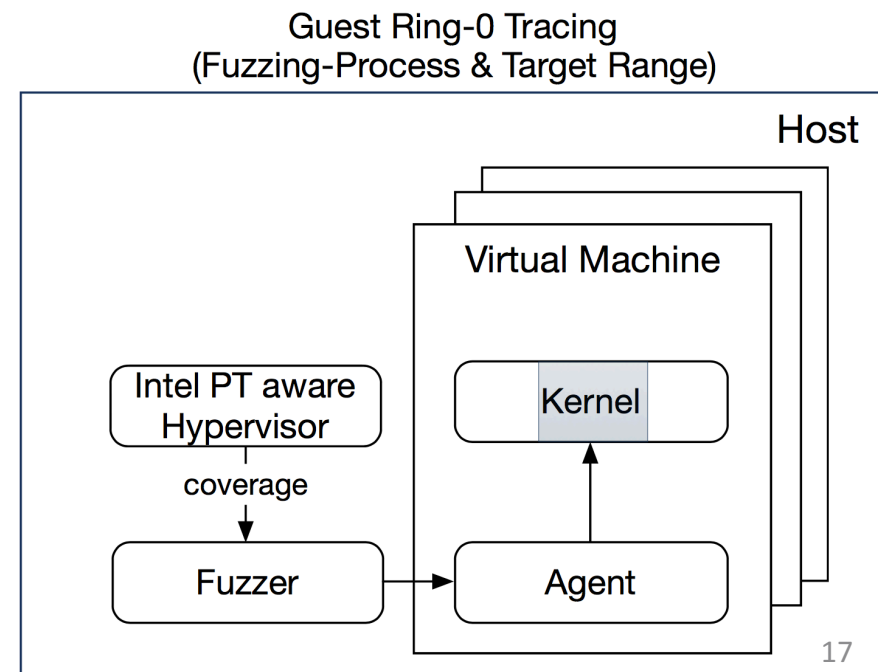 Guest Ring-0 Tracing
(Fuzzing-Process & Target Range)
Host
Virtual Machine
Intel PT aware
Hypervisor
Kernel
coverage
Fuzzer
Agent
17